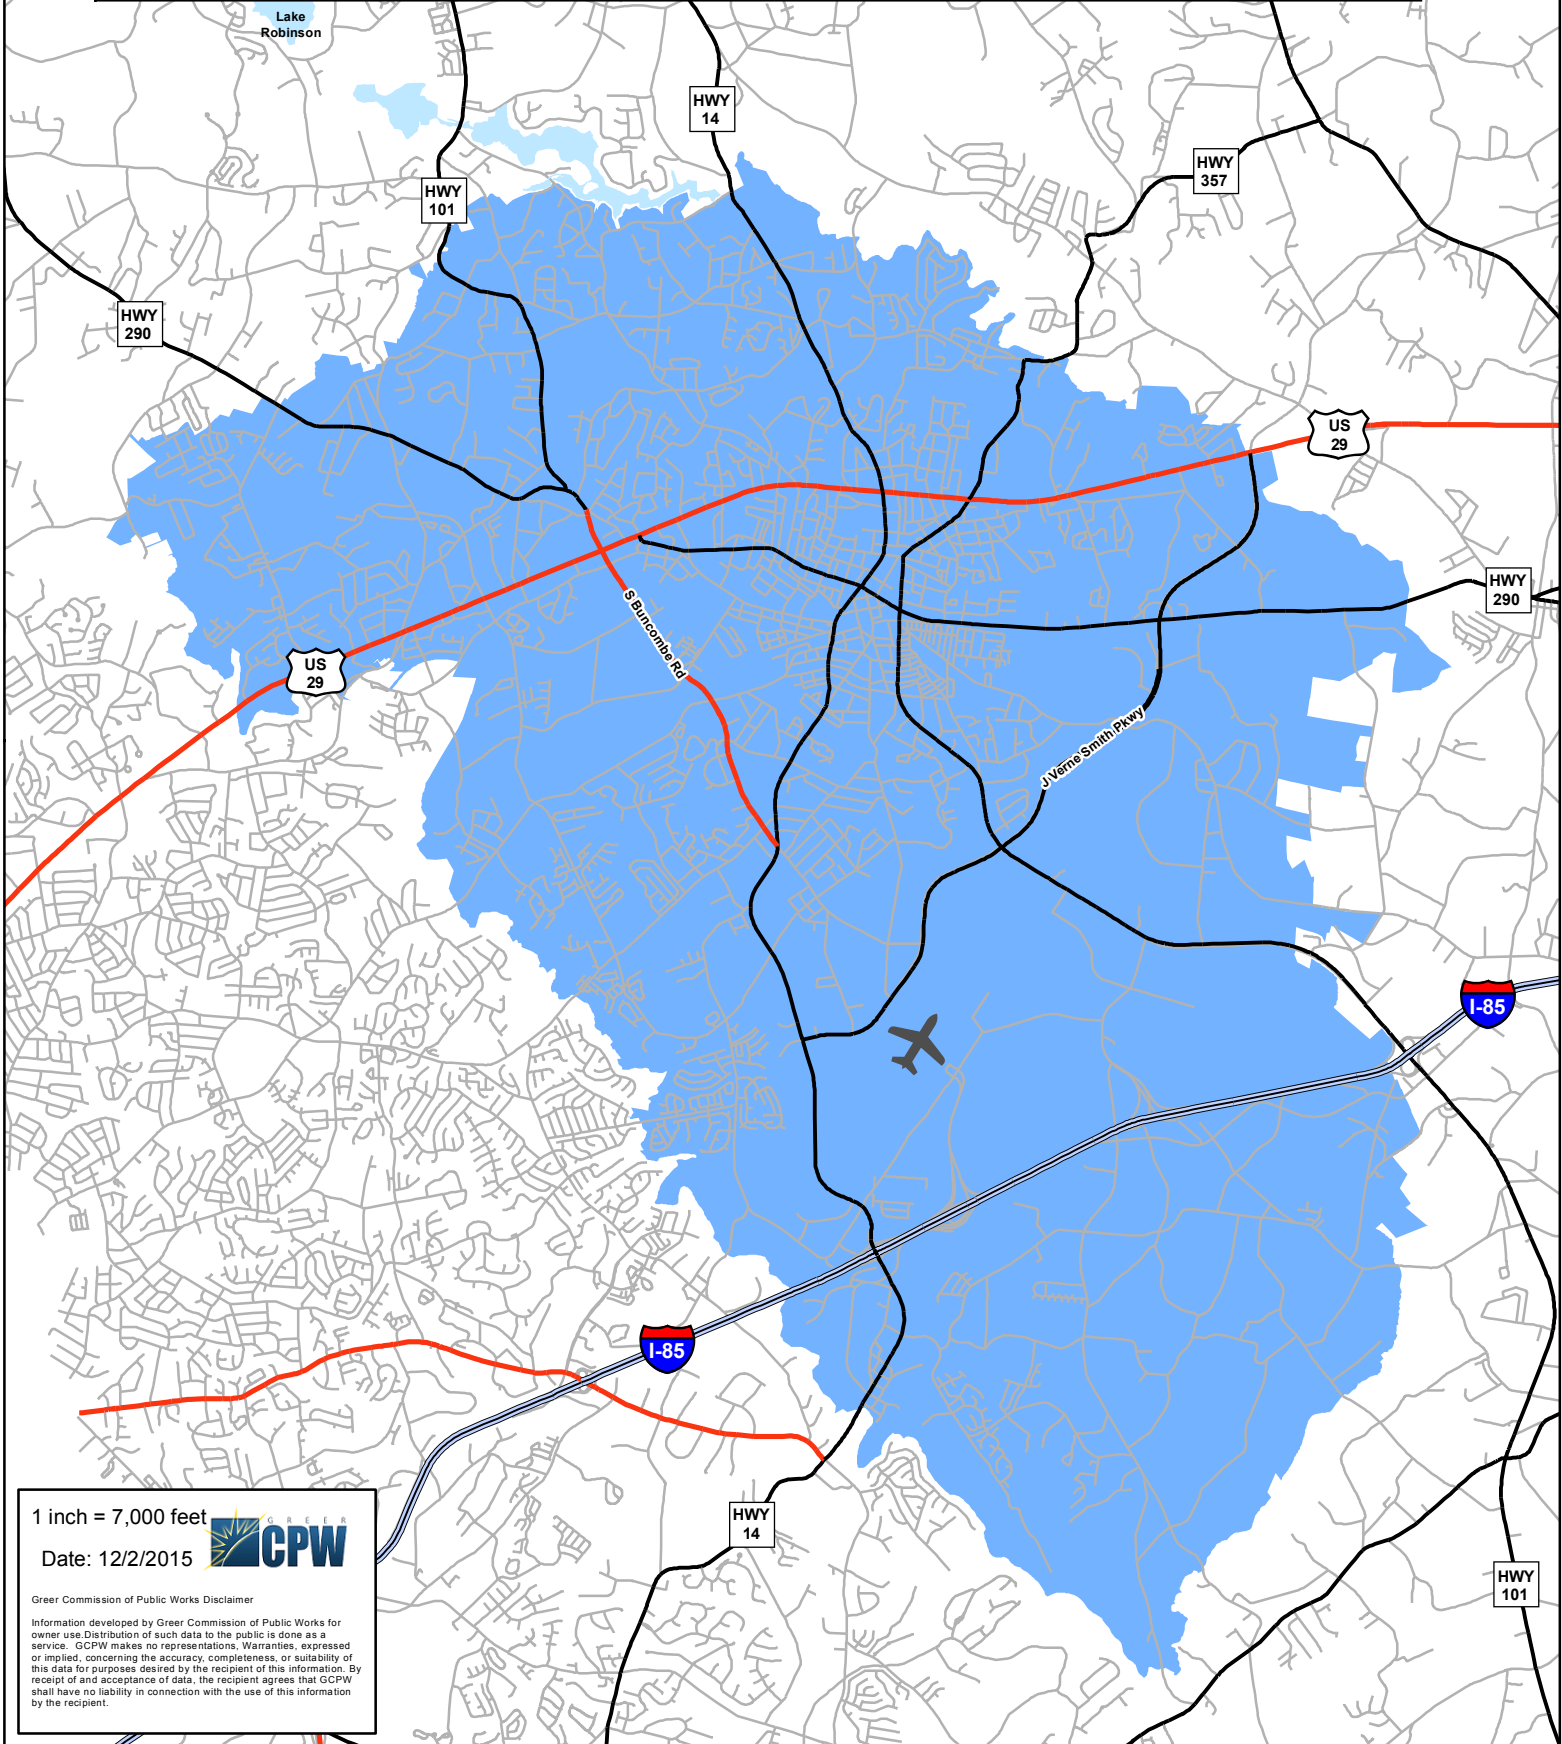 Lake
Robinson
HWY
14
HWY
357
HWY
101
HWY
290
US
29
HWY
290
S Buncombe Rd
US
29
J Verne Smith Pkwy
I-85
I-85
HWY
14
HWY
101
1 inch = 7,000 feet
GREER
CPW
Date: 12/2/2015
Greer Commission of Public Works Disclaimer
Information developed by Greer Commission of Public Works for
owner use.Distribution of such data to the public is done as a
service. GCPW makes no representations, Warranties, expressed
or implied, concerning the accuracy, completeness, or suitability of
this data for purposes desired by the recipient of this information. By
receipt of and acceptance of data, the recipient agrees that GCPW
shall have no liability in connection with the use of this information
by the recipient.